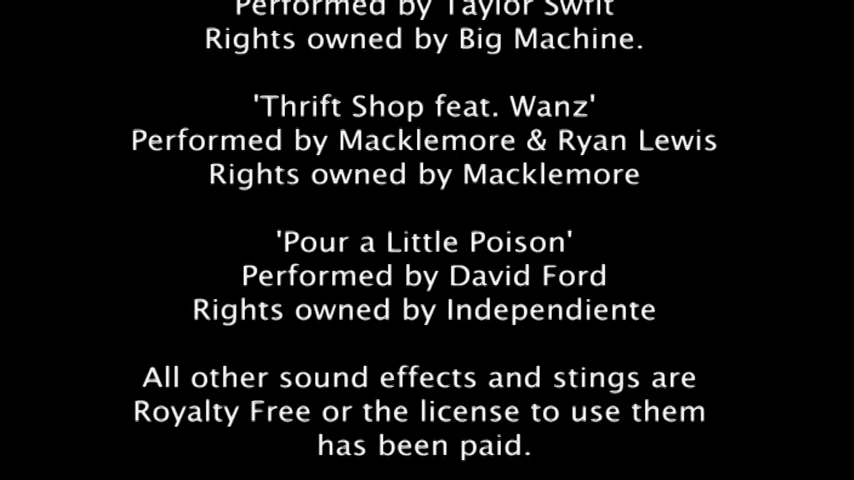 Performed by Taylor Swfit
Rights owned by Big Machine.
'Thrift Shop feat. Wanz'
Performed by Macklemore & Ryan Lewis
Rights owned by Macklemore
'Pour a Little Poison'
Performed by David Ford
Rights owned by Independiente
All other sound effects and stings are
Royalty Free or the license to use them
has been paid.